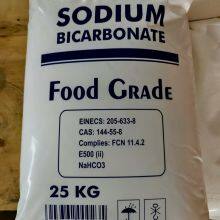 SODIUM
BICARBONATE
FOOD GRADE
EINECS: 205-633-8
CAS: 144-55-8
Complies: FCN 11.4.2
E500 (ii)
NaHCO3
25 KG